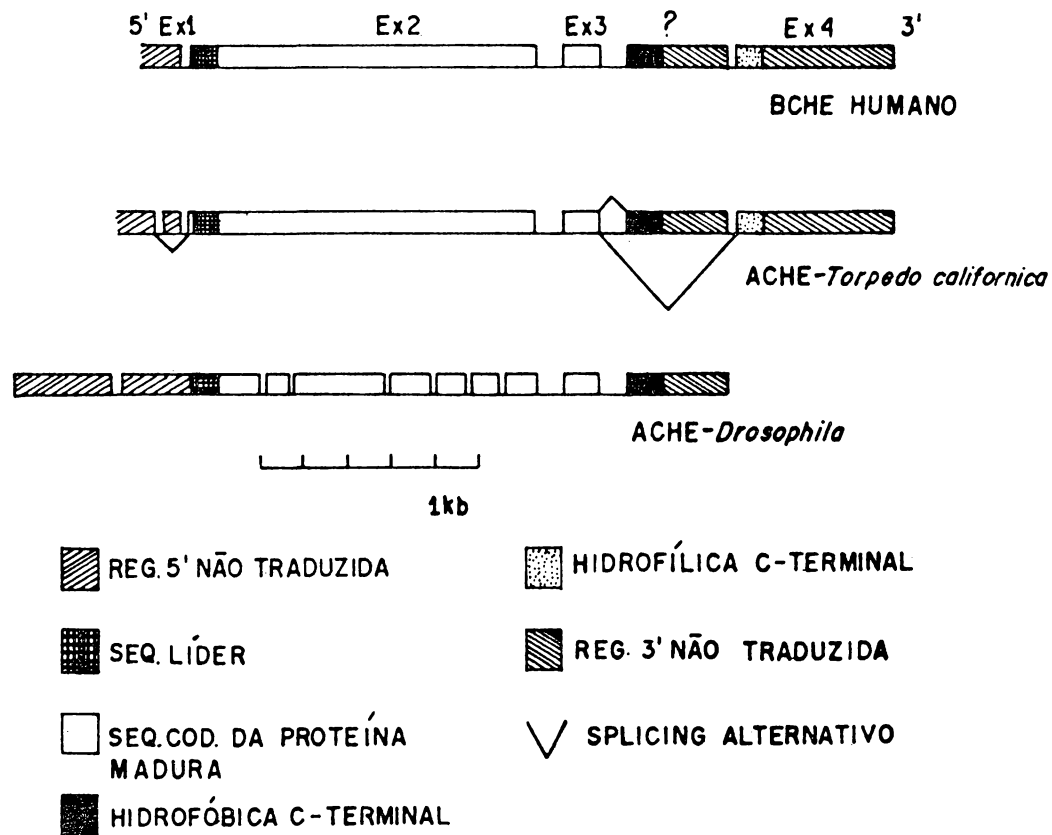 5' Ex1 Ex2 Ex3 ? Ex4 3'
BCHE HUMANO
ACHE-Torpedo californica
ACHE-Drosophila
1kb
REG. 5' NÃO TRADUZIDA
SEQ. LÍDER
SEQ. COD. DA PROTEÍNA
MADURA
HIDROFÓBICA C-TERMINAL
HIDROFÍLICA C-TERMINAL
REG. 3' NÃO TRADUZIDA
SPLICING ALTERNATIVO